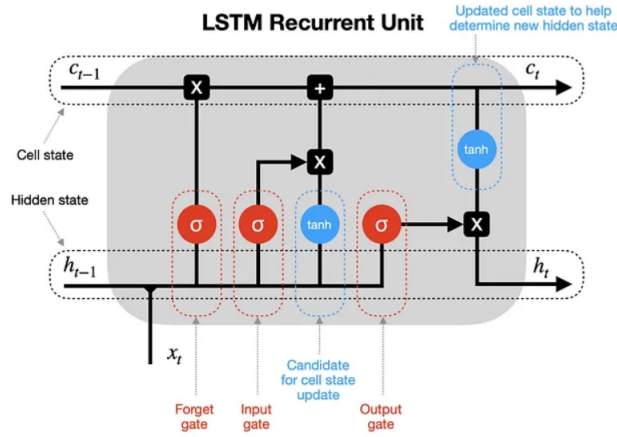 LSTM Recurrent Unit
Updated cell state to help
determine new hidden state
c_{t-1}
c_t
X
+
Cell state
X
tanh
Hidden state
σ
σ
tanh
σ
X
h_{t-1}
h_t
x_t
Candidate
for cell state
update
Forget
gate
Input
gate
Output
gate